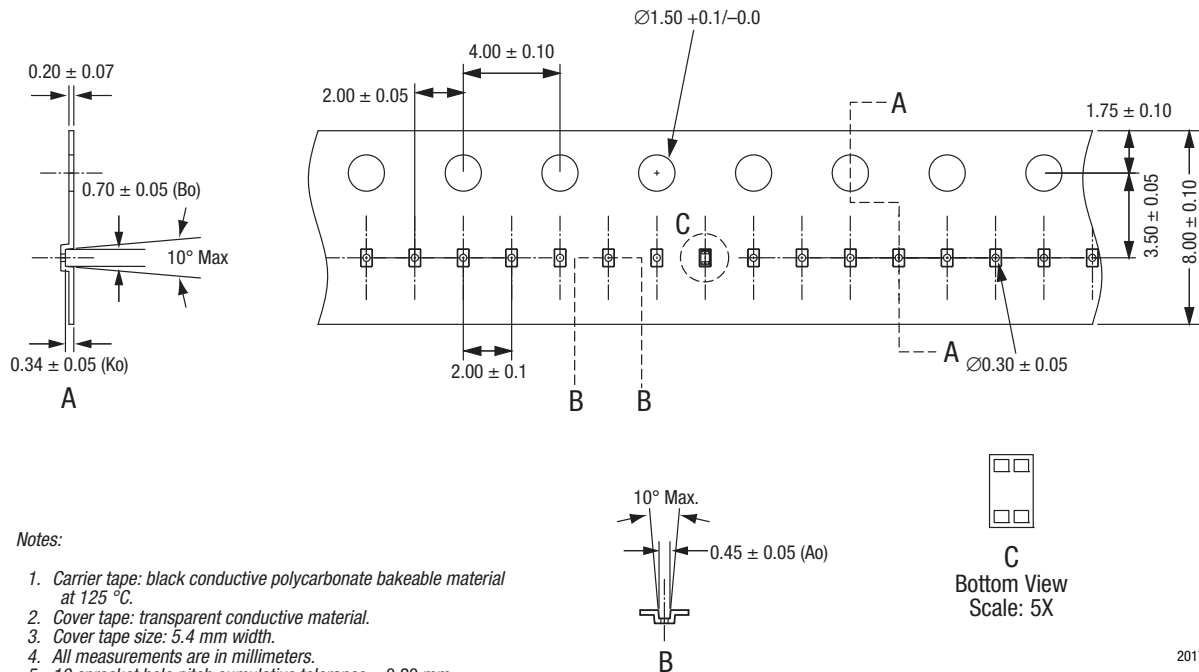 ∅1.50 +0.1/–0.0
4.00 ± 0.10
0.20 ± 0.07
2.00 ± 0.05
A
1.75 ± 0.10
0.70 ± 0.05 (Bo)
C
10° Max
3.50 ± 0.05
8.00 ± 0.10
0.34 ± 0.05 (Ko)
2.00 ± 0.1
A
∅0.30 ± 0.05
A
B
B
10° Max.
0.45 ± 0.05 (Ao)
B
C
Bottom View
Scale: 5X
Notes:
1. Carrier tape: black conductive polycarbonate bakeable material
at 125 °C.
2. Cover tape: transparent conductive material.
3. Cover tape size: 5.4 mm width.
4. All measurements are in millimeters.
201